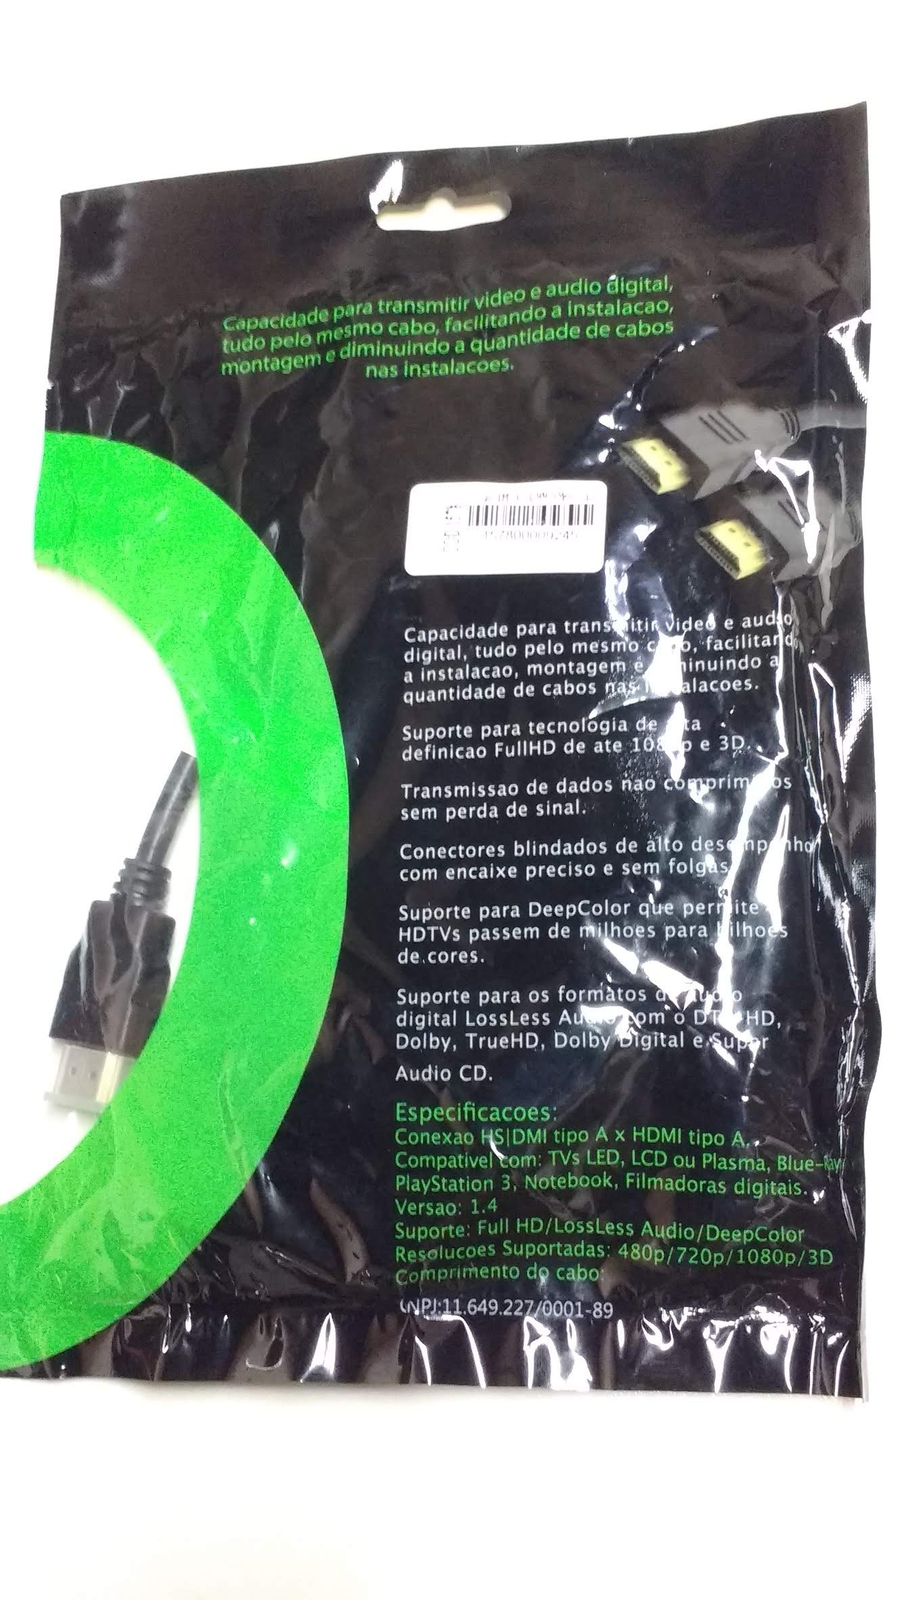 Capacidade para transmitir video e audio digital,
tudo pelo mesmo cabo, facilitando a instalacao,
montagem e diminuindo a quantidade de cabos
nas instalacoes.
Capacidade para transmitir video e audio
digital, tudo pelo mesmo cabo, facilitando
a instalacao, montagem e diminuindo a
quantidade de cabos nas instalacoes.
Suporte para tecnologia de alta
definicao FullHD de ate 1080p e 3D.
Transmissao de dados nao comprimidos
sem perda de sinal.
Conectores blindados de alto desempenho
com encaixe preciso e sem folgas
Suporte para DeepColor que permite
HDTVs passem de milhoes para bilhoes
de cores.
Suporte para os formatos de audio
digital LossLess Audio com o DTS HD,
Dolby, TrueHD, Dolby Digital e Super
Audio CD.
Especificacoes:
Conexao HS|DMI tipo A x HDMI tipo A.
Compativel com: TVs LED, LCD ou Plasma, Blue-Ray
PlayStation 3, Notebook, Filmadoras digitais.
Versao: 1.4
Suporte: Full HD/LossLess Audio/DeepColor
Resolucoes Suportadas: 480p/720p/1080p/3D
Comprimento do cabo:
CNPJ:11.649.227/0001-89